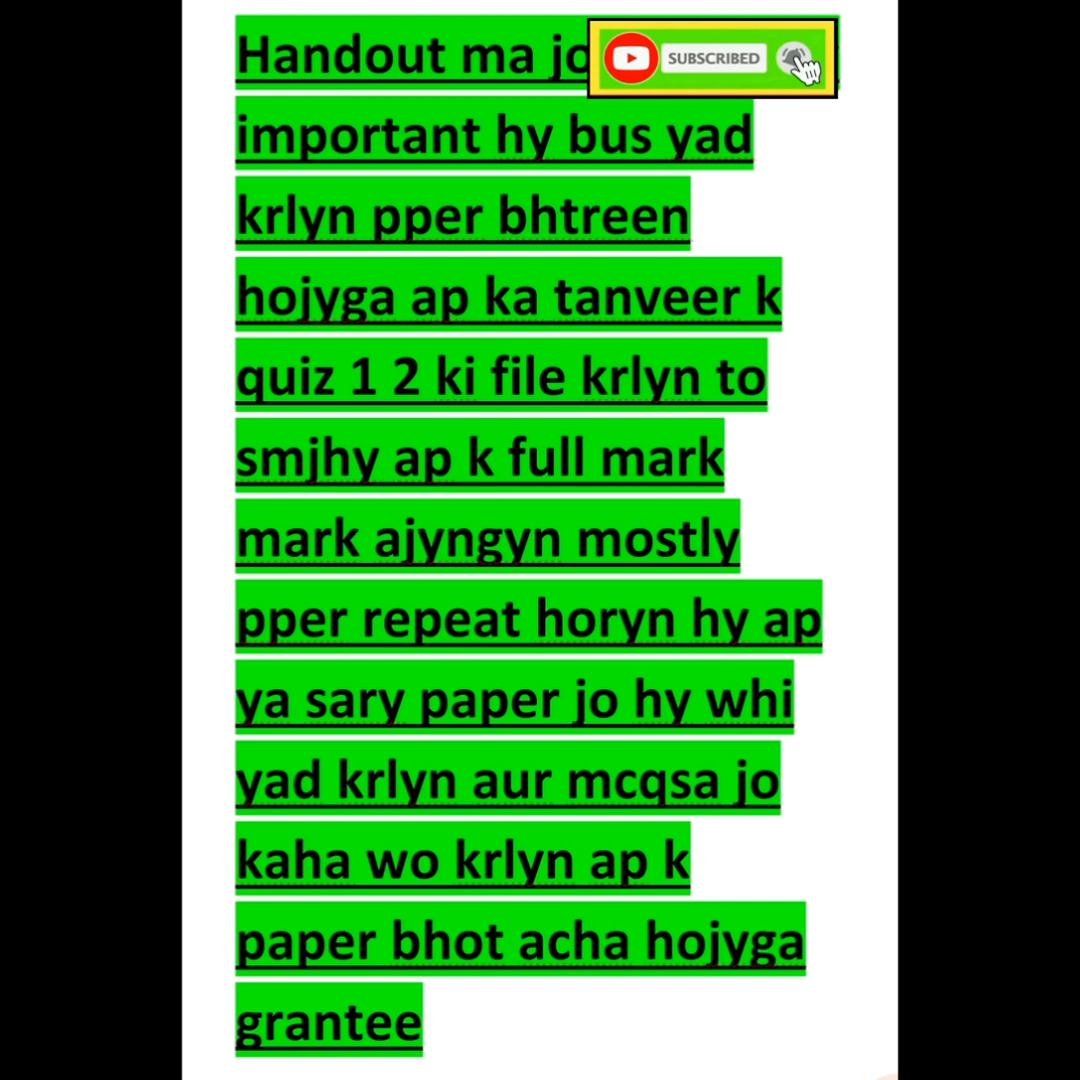 Handout ma jo
SUBSCRIBED
important hy bus yad
krlyn pper bhtreen
hojyga ap ka tanveer k
quiz 1 2 ki file krlyn to
smjhy ap k full mark
mark ajyngyn mostly
pper repeat horyn hy ap
ya sary paper jo hy whi
yad krlyn aur mcqsa jo
kaha wo krlyn ap k
paper bhot acha hojyga
grantee